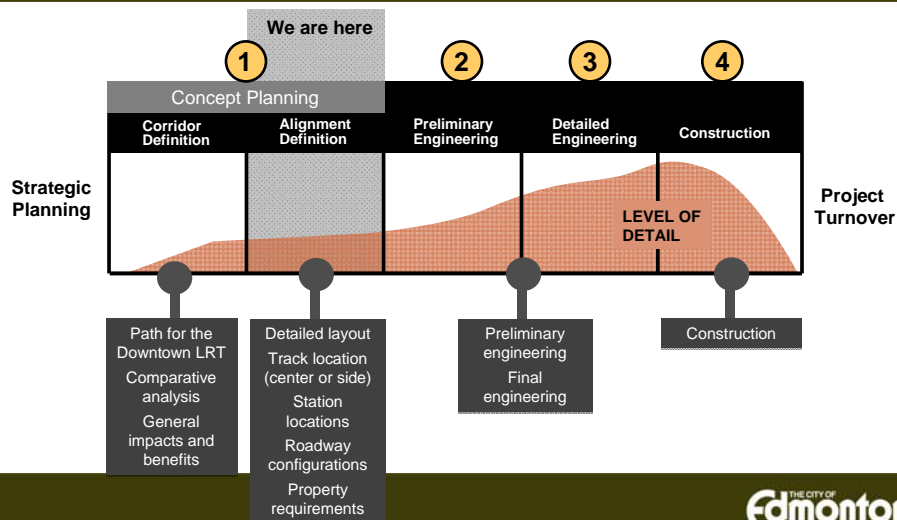 We are here
1
2
3
4
Concept Planning
Corridor
Definition
Alignment
Definition
Preliminary
Engineering
Detailed
Engineering
Construction
Strategic
Planning
LEVEL OF
DETAIL
Project
Turnover
Path for the
Downtown LRT
Comparative
analysis
General
impacts and
benefits
Detailed layout
Track location
(center or side)
Station
locations
Roadway
configurations
Property
requirements
Preliminary
engineering
Final
engineering
Construction
THE CITY OF
Edmonton